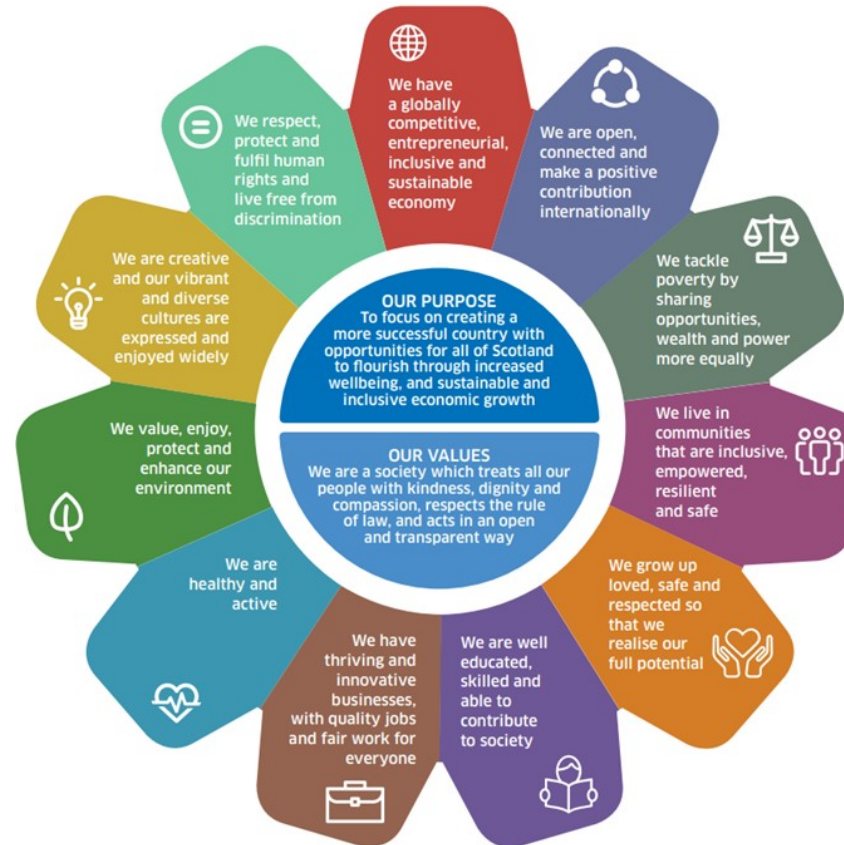 We have
a globally
competitive,
entrepreneurial,
inclusive and
sustainable
economy
We are open,
connected and
make a positive
contribution
internationally
We tackle
poverty by
sharing
opportunities,
wealth and power
more equally
We live in
communities
that are inclusive,
empowered,
resilient
and safe
We grow up
loved, safe and
respected so
that we
realise our
full potential
We are well
educated,
skilled and
able to
contribute
to society
We have
thriving and
innovative
businesses,
with quality jobs
and fair work for
everyone
We are
healthy and
active
We value, enjoy,
protect and
enhance our
environment
We are creative
and our vibrant
and diverse
cultures are
expressed and
enjoyed widely
We respect,
protect and
fulfil human
rights and
live free from
discrimination
OUR PURPOSE
To focus on creating a
more successful country with
opportunities for all of Scotland
to flourish through increased
wellbeing, and sustainable and
inclusive economic growth
OUR VALUES
We are a society which treats all our
people with kindness, dignity and
compassion, respects the rule
of law, and acts in an open
and transparent way